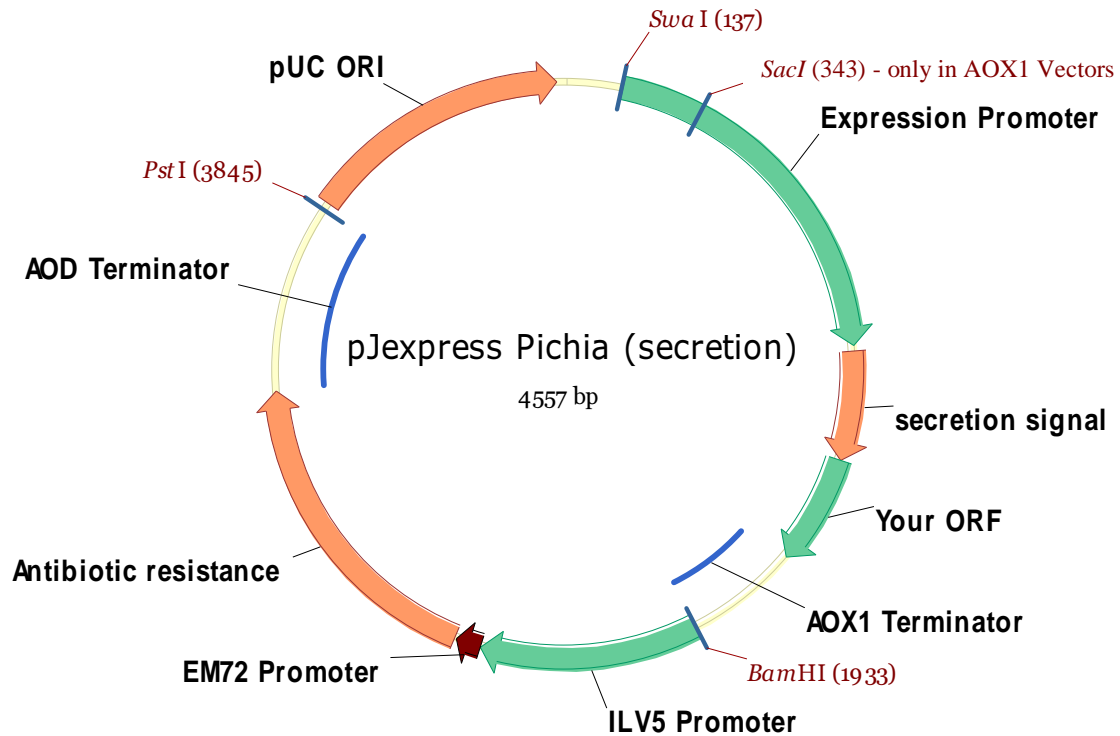 SwaI (137)
pUC ORI
SacI (343) - only in AOX1 Vectors
Expression Promoter
PstI (3845)
AOD Terminator
pJexpress Pichia (secretion)
4557 bp
secretion signal
Your ORF
Antibiotic resistance
AOX1 Terminator
EM72 Promoter
BamHI (1933)
ILV5 Promoter